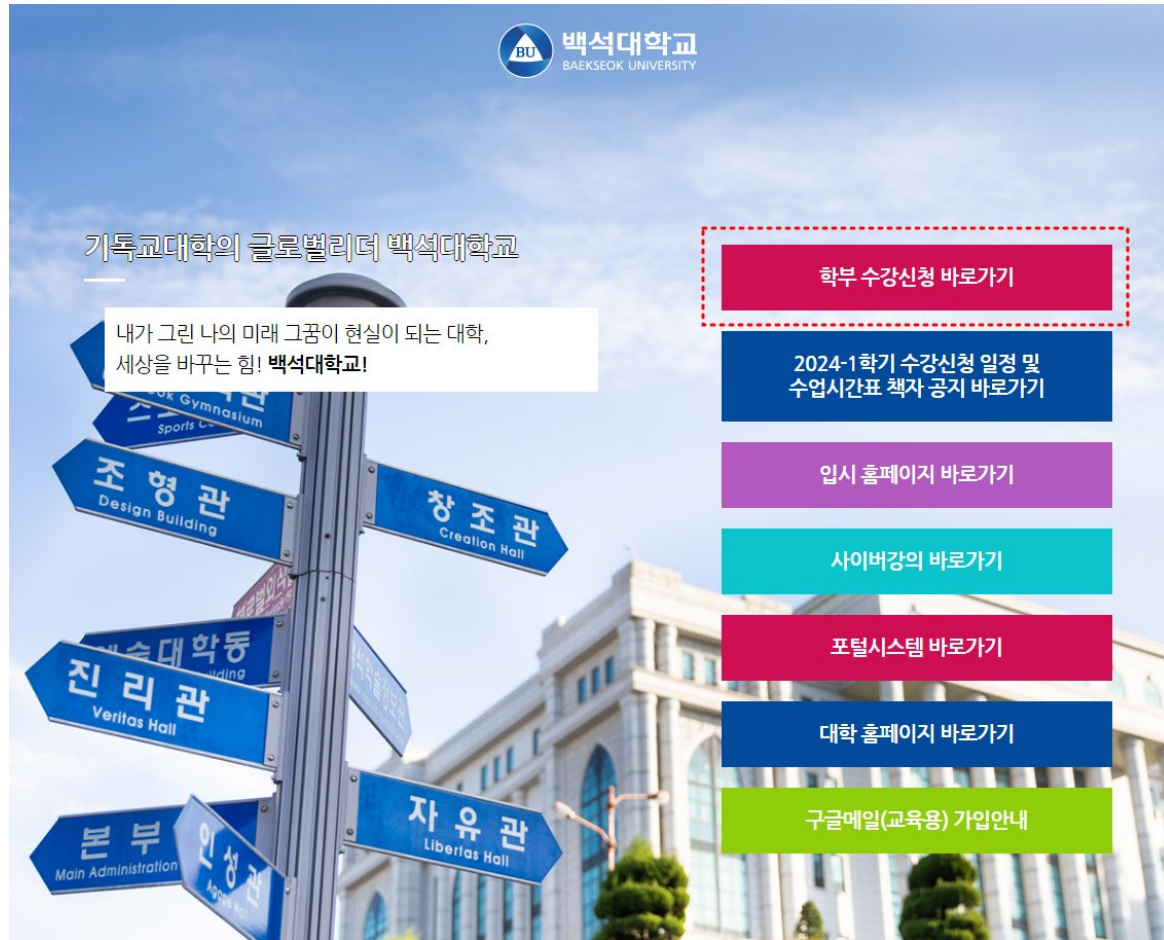 BU
백석대학교
BAEKSEOK UNIVERSITY
기독교대학의 글로벌리더 백석대학교
내가 그린 나의 미래 그꿈이 현실이 되는 대학,
세상을 바꾸는 힘! 백석대학교!
학부 수강신청 바로가기
2024-1학기 수강신청 일정 및
수업시간표 책자 공지 바로가기
입시 홈페이지 바로가기
사이버강의 바로가기
포털시스템 바로가기
대학 홈페이지 바로가기
구글메일(교육용) 가입안내
Gymnasium
Sports
조형관
Design Building
창조관
Creation Hall
대학동
진리관
Veritas Hall
자유관
Libertas Hall
본부
Main Administration
인성관
Agape Hall